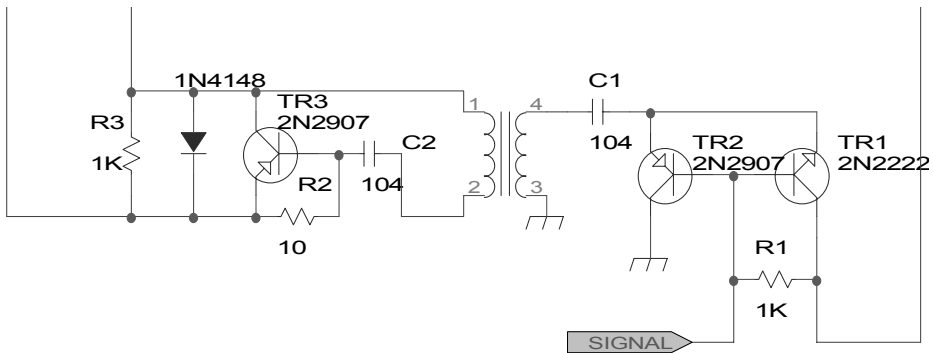 1N4148
C1
TR3
2N2907
1
4
R3
C2
104
TR2
2N2907
TR1
2N2222
1K
R2
104
2
3
10
R1
1K
SIGNAL